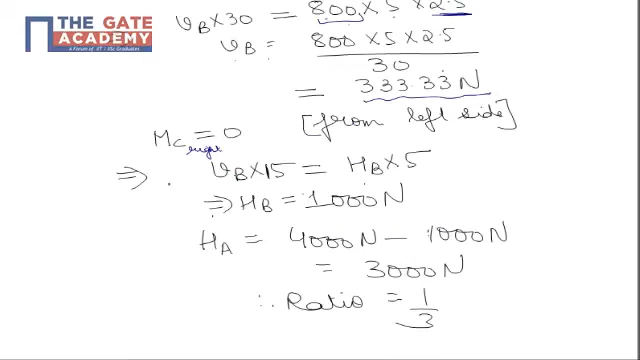 THE GATE ACADEMY
A Forum of IIT / IISc Graduates
VB × 30 = 800 × 5 × 2.5
VB = 800 × 5 × 2.5 / 30
= 333.33 N
[from left side]
MC right = 0
⇒ VB × 15 = HB × 5
⇒ HB = 1000 N
HA = 4000 N − 1000 N
= 3000 N
∴ Ratio = 1/3